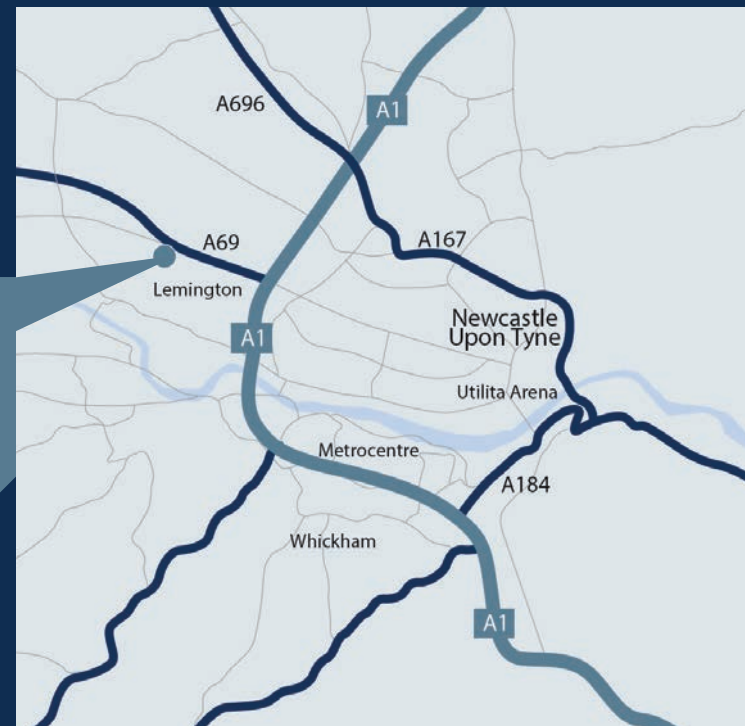 A1
A696
A167
A69
Lemington
A1
Newcastle
Upon Tyne
Utilita Arena
Metrocentre
A184
Whickham
A1